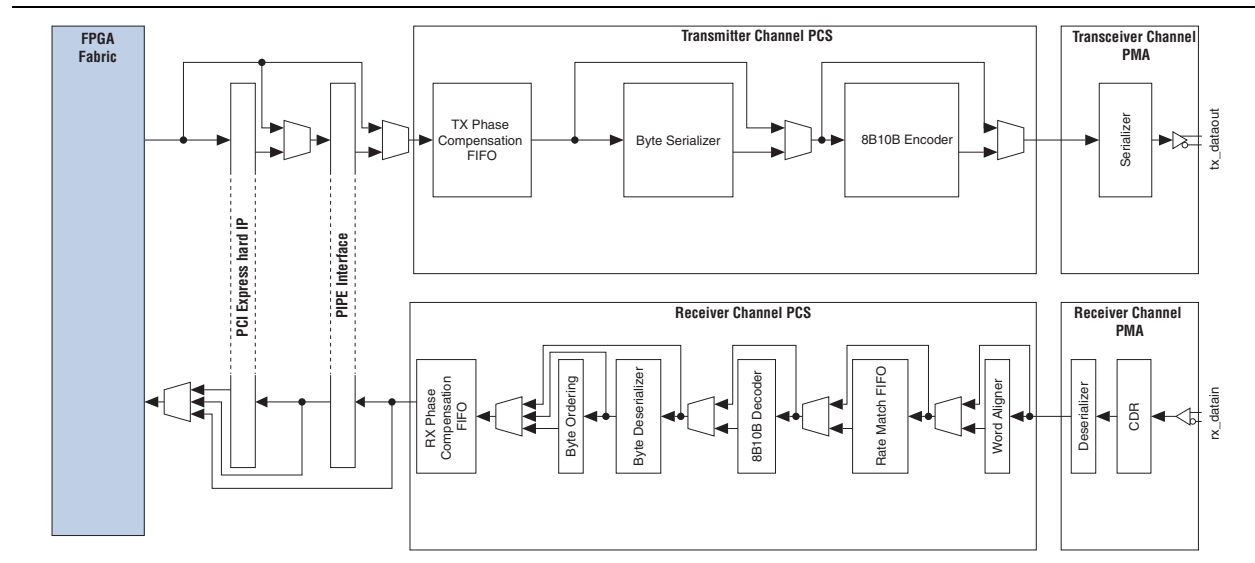 FPGA
Fabric
Transmitter Channel PCS
Transceiver Channel
PMA
TX Phase
Compensation
FIFO
Byte Serializer
8B10B Encoder
Serializer
tx_dataout
PCI Express hard IP
PIPE Interface
Receiver Channel PCS
Receiver Channel
PMA
RX Phase
Compensation
FIFO
Byte Ordering
Byte Deserializer
8B10B Decoder
Rate Match FIFO
Word Aligner
Deserializer
CDR
rx_datain